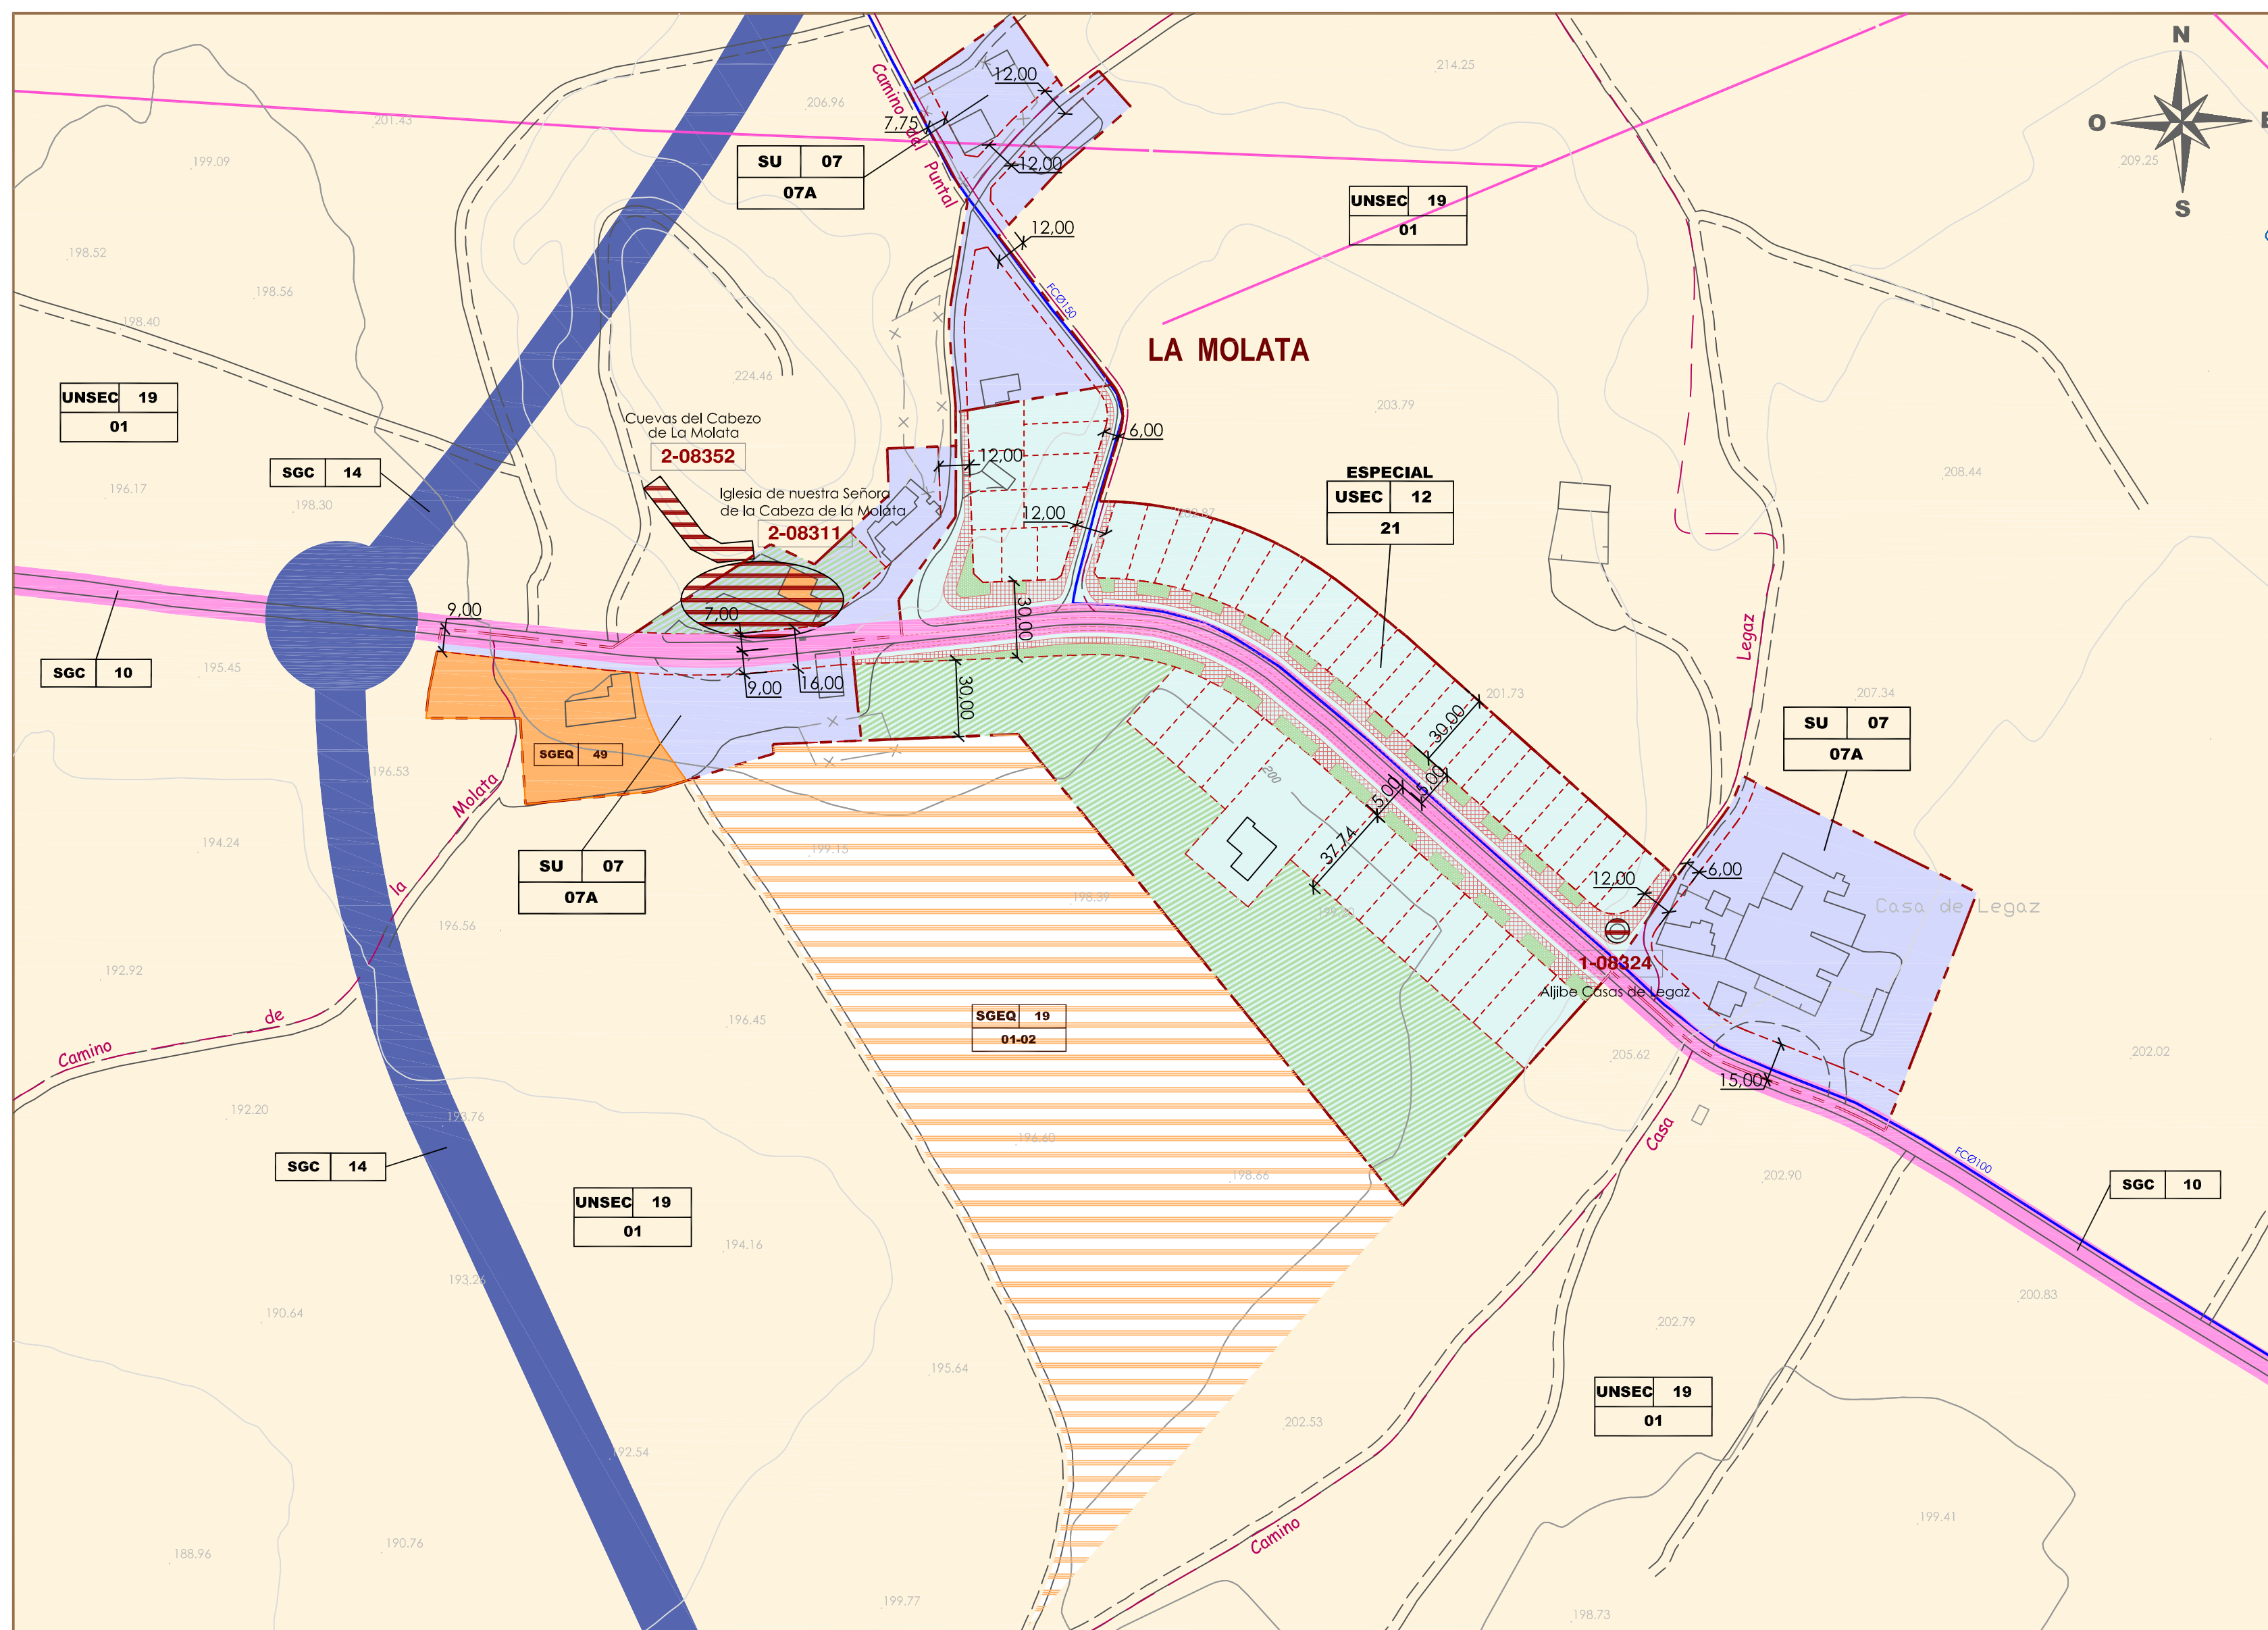 N
O
E
S
214.25
206.96
201.43
199.09
209.25
12,00
7,75
Camino del Puntal
12,00
SU 07
07A
UNSEC 19
01
12,00
198.52
198.56
198.40
FCØ150
LA MOLATA
224.46
203.79
UNSEC 19
01
Cuevas del Cabezo
de La Molata
2-08352
6,00
12,00
SGC 14
196.17
198.30
Iglesia de nuestra Señora
de la Cabeza de la Molata
2-08311
12,00
ESPECIAL
USEC 12
21
208.44
9,00
7,00
30,00
SGC 10
195.45
9,00
16,00
30,00
Legaz
201.73
207.34
30,00
SU 07
07A
SGEQ 49
196.53
Molata
200
5,00
5,00
194.24
199.15
37,74
SU 07
07A
la
196.56
198.39
12,00
6,00
Casa de Legaz
192.92
1-08324
Aljibe Casas de Legaz
de
196.45
SGEQ 19
01-02
Camino
205.62
202.02
15,00
192.20
193.76
196.60
Casa
FCØ100
SGC 14
198.66
202.90
SGC 10
UNSEC 19
01
194.16
193.26
190.64
200.83
202.79
195.64
UNSEC 19
01
202.53
192.54
199.41
Camino
188.96
190.76
199.77
198.73